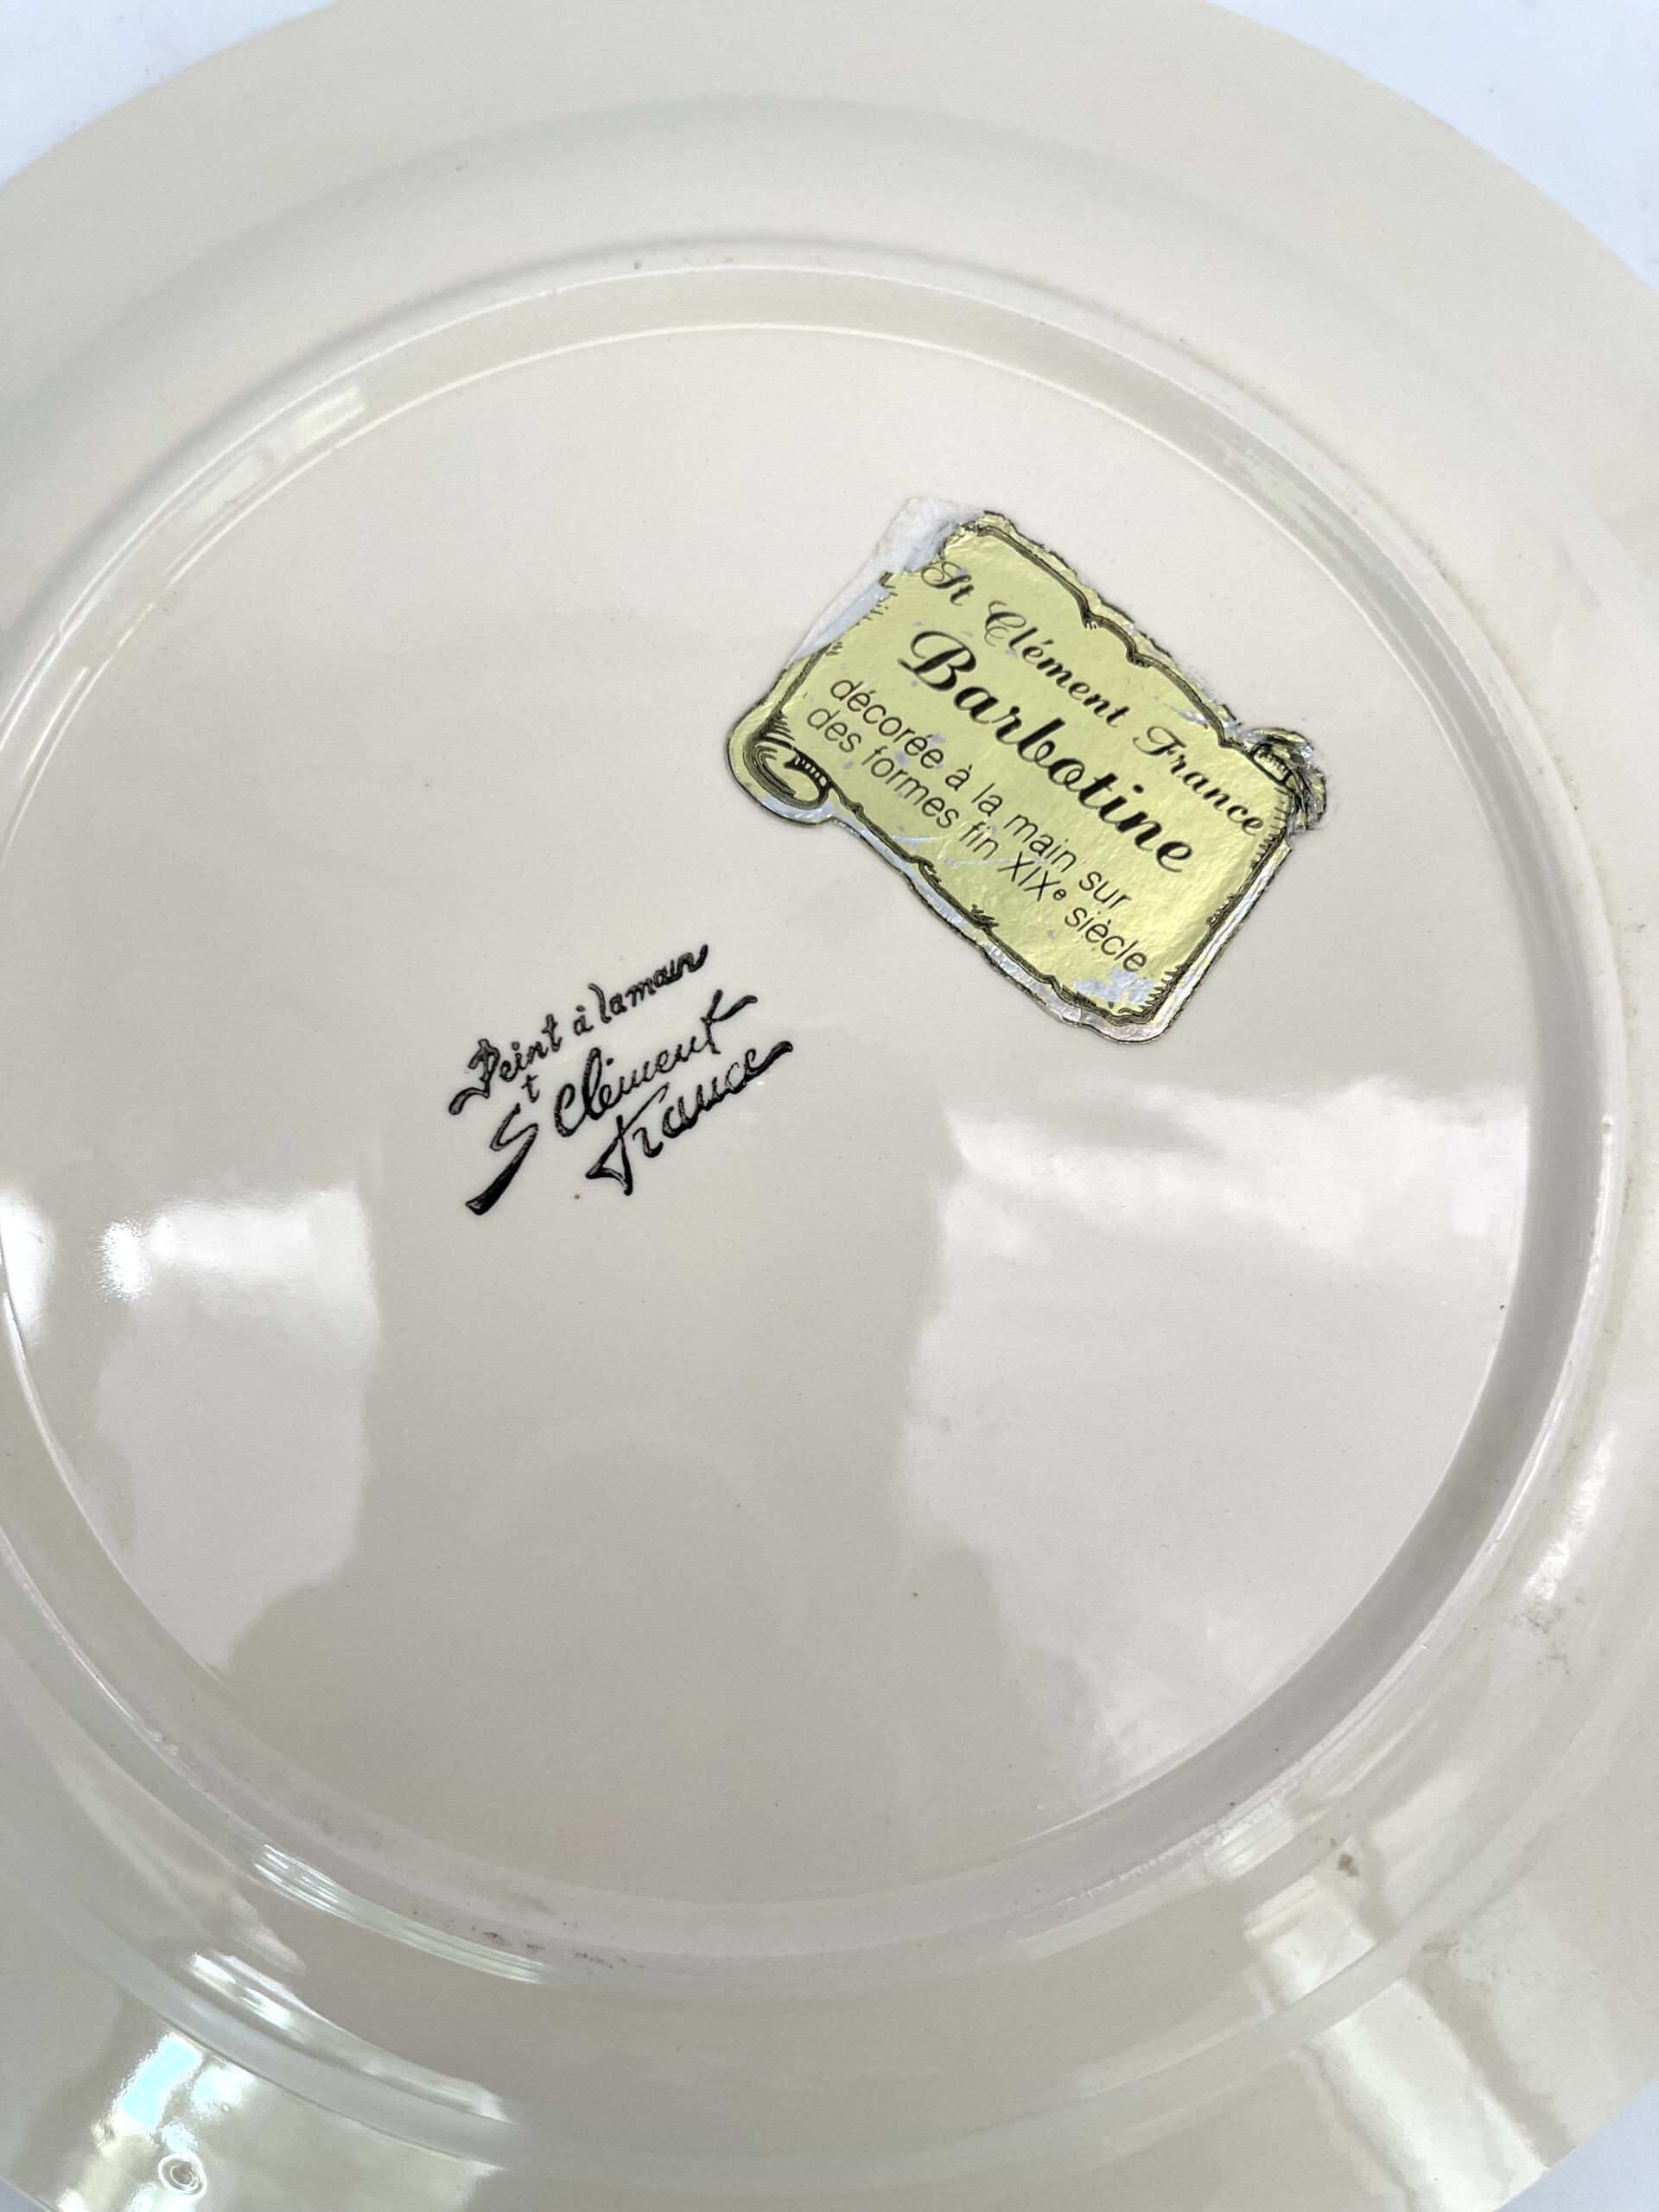 St Clément France
Barbotine
décorée à la main sur
des formes fin XIXe siècle
Peint à la main
St Clément
France